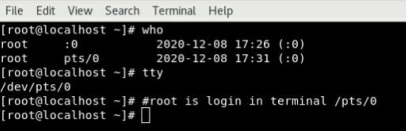 File Edit View Search Terminal Help
[root@localhost ~]# who
root     :0           2020-12-08 17:26 (:0)
root     pts/0        2020-12-08 17:31 (:0)
[root@localhost ~]# tty
/dev/pts/0
[root@localhost ~]# #root is login in terminal /pts/0
[root@localhost ~]#